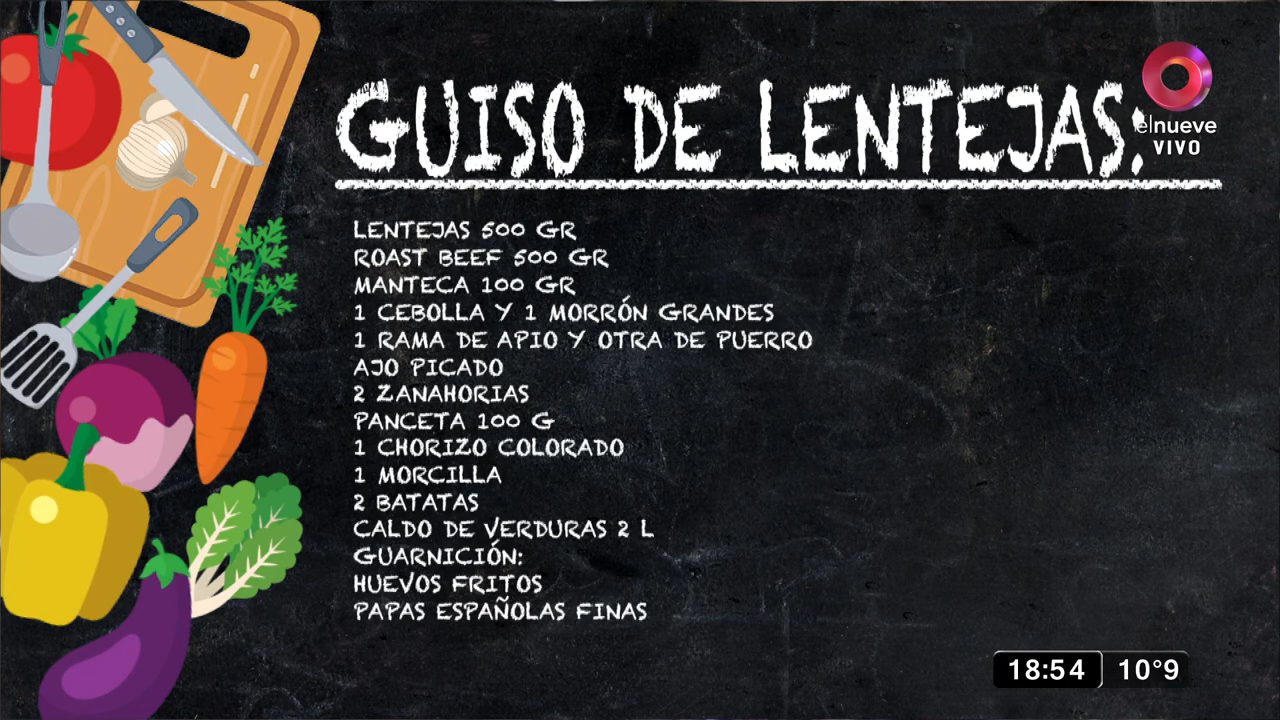 GUISO DE LENTEJAS:
elnueve
VIVO
LENTEJAS 500 GR
ROAST BEEF 500 GR
MANTECA 100 GR
1 CEBOLLA Y 1 MORRÓN GRANDES
1 RAMA DE APIO Y OTRA DE PUERRO
AJO PICADO
2 ZANAHORIAS
PANCETA 100 G
1 CHORIZO COLORADO
1 MORCILLA
2 BATATAS
CALDO DE VERDURAS 2 L
GUARNICIÓN:
HUEVOS FRITOS
PAPAS ESPAÑOLAS FINAS
18:54 10°9